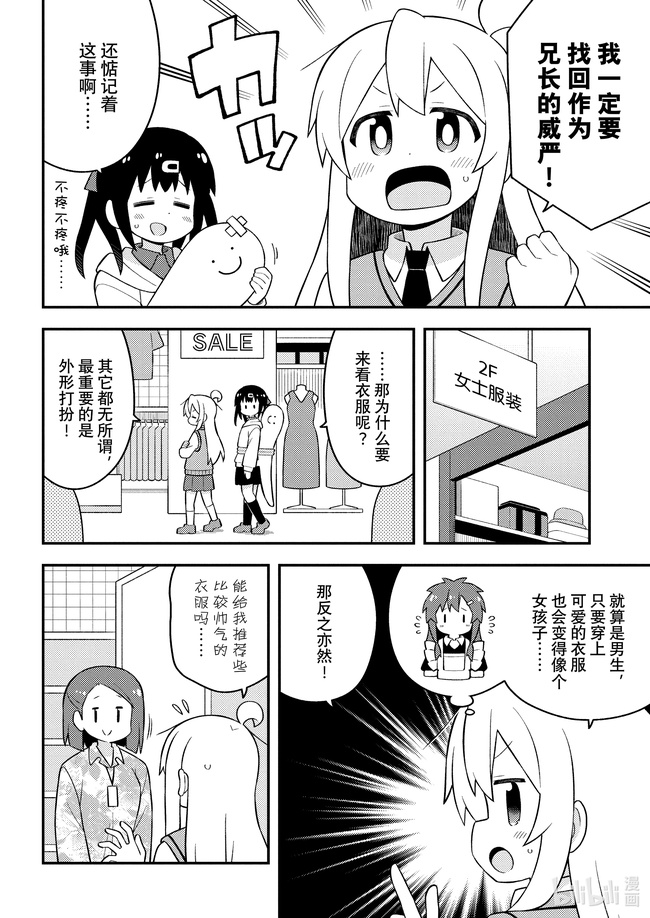 我一定要
找回作为
兄长的威严！
カッ
还惦记着
这事啊……
不疼不疼哦……
2F
女士服装
……那为什么要
来看衣服呢？
SALE
其它都无所谓，
最重要的是
外形打扮！
就算是男生，
只要穿上
可爱的衣服
也会变得像个
女孩子……
那反之亦然！
能给我推荐些
比较帅气的
衣服吗……
bilibili
漫画